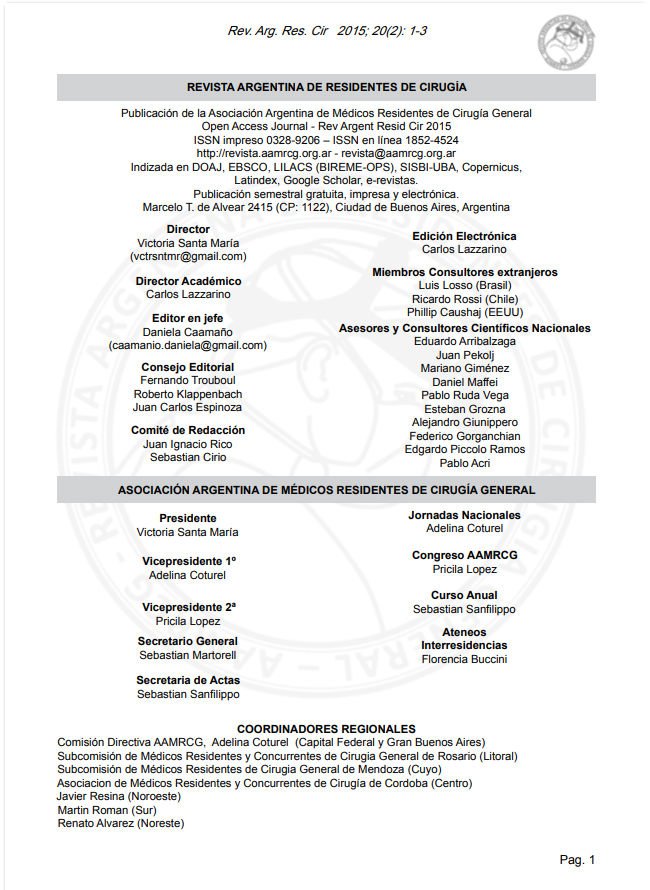 Rev. Arg. Res. Cir 2015; 20(2): 1-3
REVISTA ARGENTINA DE RESIDENTES DE CIRUGÍA
Publicación de la Asociación Argentina de Médicos Residentes de Cirugía General
Open Access Journal - Rev Argent Resid Cir 2015
ISSN impreso 0328-9206 – ISSN en línea 1852-4524
http://revista.aamrcg.org.ar - revista@aamrcg.org.ar
Indizada en DOAJ, EBSCO, LILACS (BIREME-OPS), SISBI-UBA, Copernicus,
Latindex, Google Scholar, e-revistas.
Publicación semestral gratuita, impresa y electrónica.
Marcelo T. de Alvear 2415 (CP: 1122), Ciudad de Buenos Aires, Argentina
Director
Victoria Santa María
(vctrsntmr@gmail.com)
Director Académico
Carlos Lazzarino
Editor en jefe
Daniela Caamaño
(caamanio.daniela@gmail.com)
Consejo Editorial
Fernando Trouboul
Roberto Klappenbach
Juan Carlos Espinoza
Comité de Redacción
Juan Ignacio Rico
Sebastian Cirio
Edición Electrónica
Carlos Lazzarino
Miembros Consultores extranjeros
Luis Losso (Brasil)
Ricardo Rossi (Chile)
Phillip Caushaj (EEUU)
Asesores y Consultores Científicos Nacionales
Eduardo Arribalzaga
Juan Pekolj
Mariano Giménez
Daniel Maffei
Pablo Ruda Vega
Esteban Grozna
Alejandro Giunippero
Federico Gorganchian
Edgardo Piccolo Ramos
Pablo Acri
ASOCIACIÓN ARGENTINA DE MÉDICOS RESIDENTES DE CIRUGÍA GENERAL
Presidente
Victoria Santa María
Vicepresidente 1º
Adelina Coturel
Vicepresidente 2ª
Pricila Lopez
Secretario General
Sebastian Martorell
Secretaria de Actas
Sebastian Sanfilippo
Jornadas Nacionales
Adelina Coturel
Congreso AAMRCG
Pricila Lopez
Curso Anual
Sebastian Sanfilippo
Ateneos
Interresidencias
Florencia Buccini
COORDINADORES REGIONALES
Comisión Directiva AAMRCG, Adelina Coturel (Capital Federal y Gran Buenos Aires)
Subcomisión de Médicos Residentes y Concurrentes de Cirugia General de Rosario (Litoral)
Subcomisión de Médicos Residentes de Cirugia General de Mendoza (Cuyo)
Asociacion de Médicos Residentes y Concurrentes de Cirugía de Cordoba (Centro)
Javier Resina (Noroeste)
Martin Roman (Sur)
Renato Alvarez (Noreste)
Pag. 1